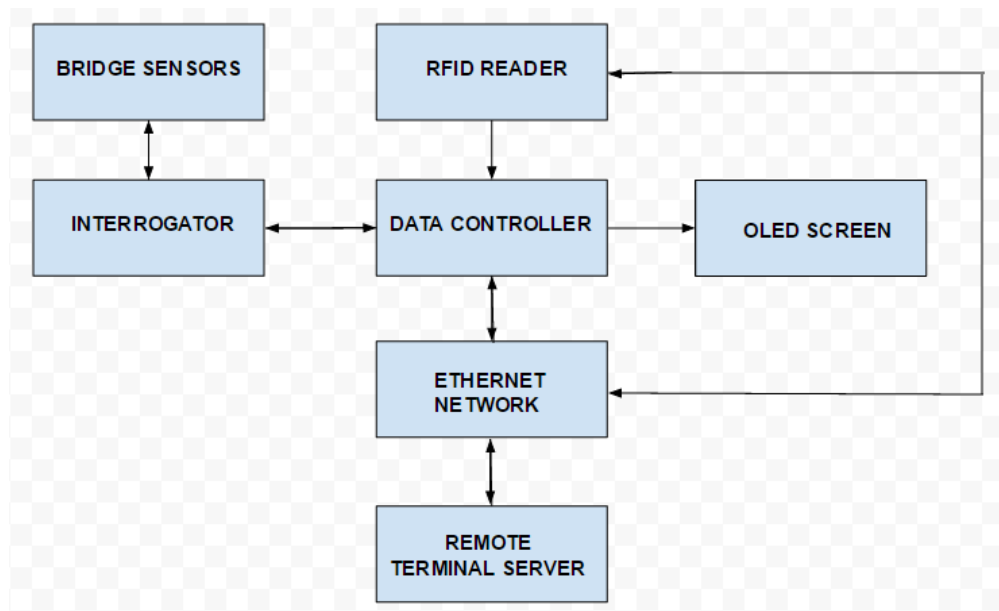 BRIDGE SENSORS
RFID READER
INTERROGATOR
DATA CONTROLLER
OLED SCREEN
ETHERNET
NETWORK
REMOTE
TERMINAL SERVER